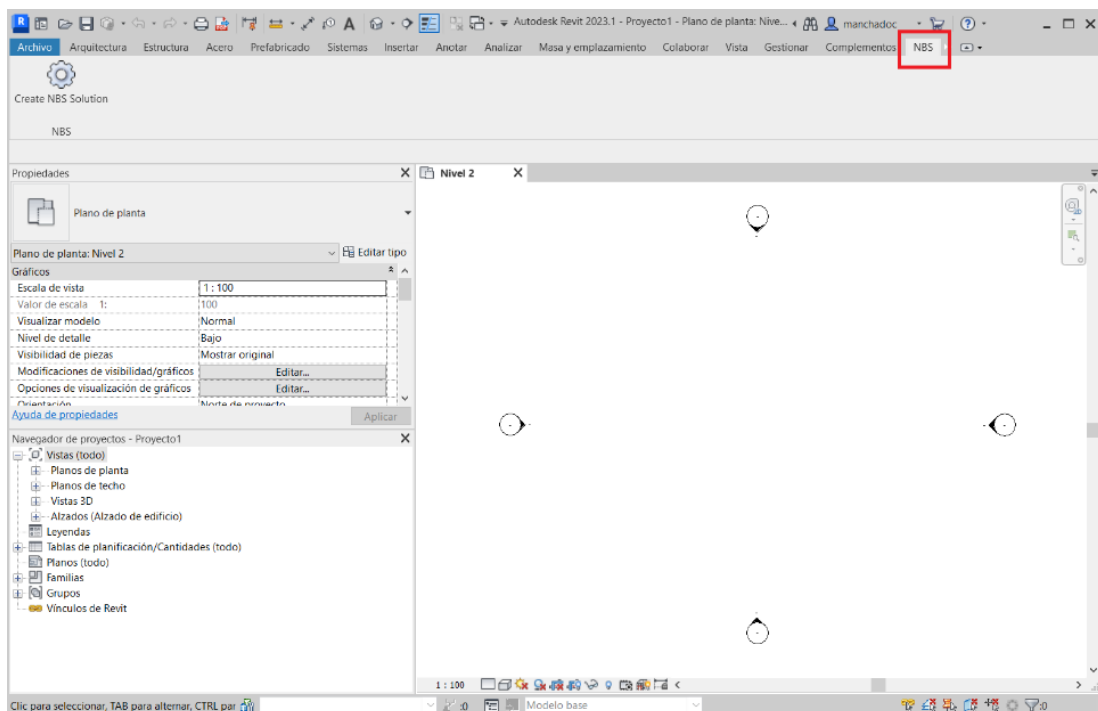 R A Autodesk Revit 2023.1 - Proyecto1 - Plano de planta: Nive... manchadoc ?
Archivo Arquitectura Estructura Acero Prefabricado Sistemas Insertar Anotar Analizar Masa y emplazamiento Colaborar Vista Gestionar Complementos NBS
Create NBS Solution
NBS
Propiedades X
Nivel 2 X
Plano de planta
Plano de planta: Nivel 2 Editar tipo
Gráficos
Escala de vista 1 : 100
Valor de escala 1: 100
Visualizar modelo Normal
Nivel de detalle Bajo
Visibilidad de piezas Mostrar original
Modificaciones de visibilidad/gráficos Editar...
Opciones de visualización de gráficos Editar...
Orientación Norte de proyecto
Ayuda de propiedades Aplicar
Navegador de proyectos - Proyecto1 X
Vistas (todo)
Planos de planta
Planos de techo
Vistas 3D
Alzados (Alzado de edificio)
Leyendas
Tablas de planificación/Cantidades (todo)
Planos (todo)
Familias
Grupos
Vínculos de Revit
1 : 100
Clic para seleccionar, TAB para alternar, CTRL par :0 Modelo base :0